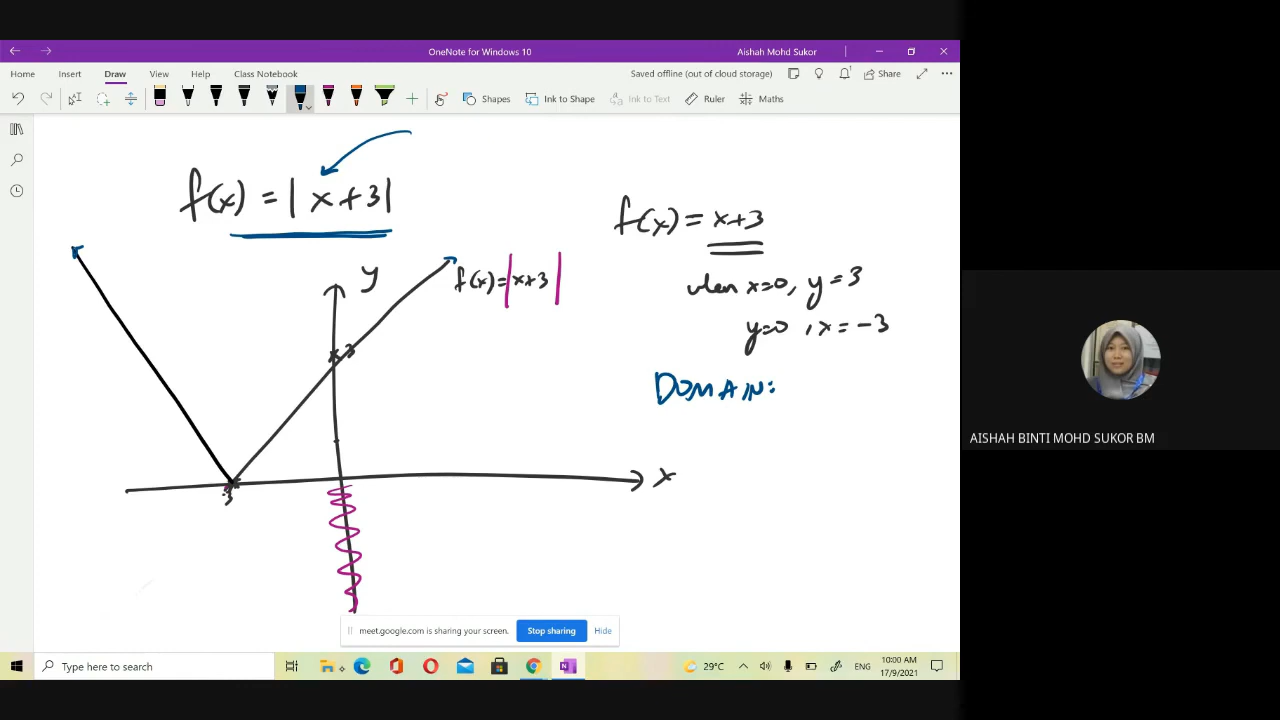 OneNote for Windows 10
Aishah Mohd Sukor
Home Insert Draw View Help Class Notebook
Saved offline (out of cloud storage)
Share
Shapes
Ink to Shape
Ink to Text
Ruler
Maths
f(x) = |x+3|
f(x) = x+3
when x=0, y=3
y=0, x=-3
DOMAIN:
y
f(x)=|x+3|
3
-3
x
AISHAH BINTI MOHD SUKOR BM
meet.google.com is sharing your screen.
Stop sharing
Hide
Type here to search
29°C
ENG
10:00 AM
17/9/2021